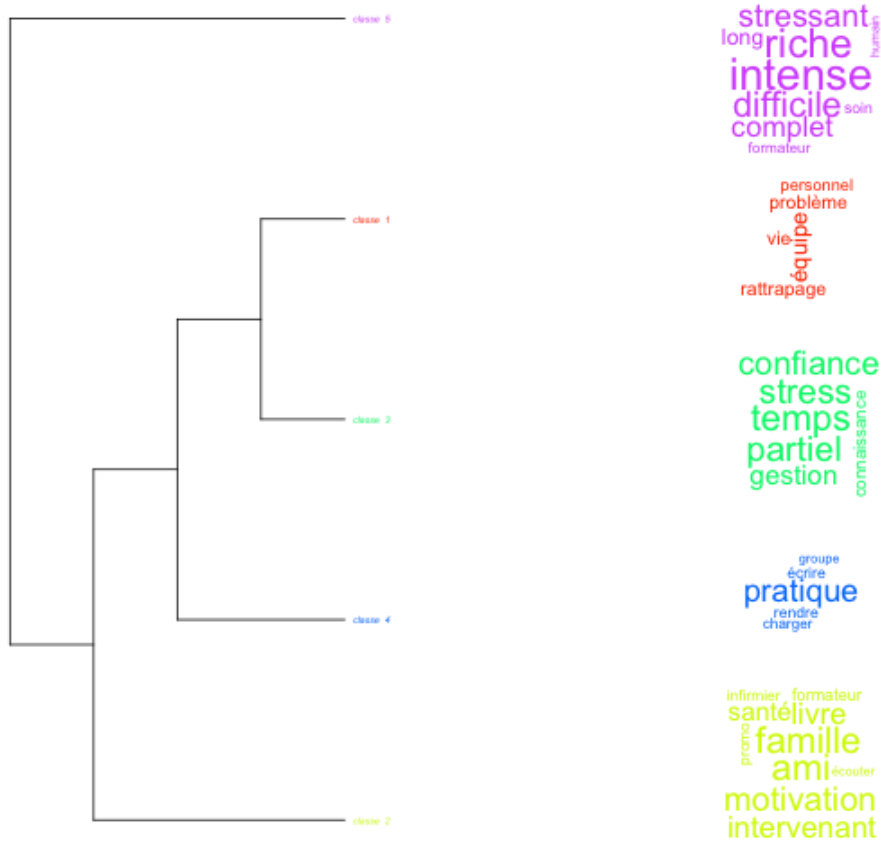 classe 5
stressant
long riche humain
intense
difficile soin
complet
formateur
personnel
problème
classe 1
vie équipe
rattrapage
confiance
stress
classe 3
temps
partiel connaissance
gestion
groupe
écrire
pratique
classe 4
rendre
charger
infirmier formateur
santé livre
promo famille
ami écouter
motivation
classe 2
intervenant